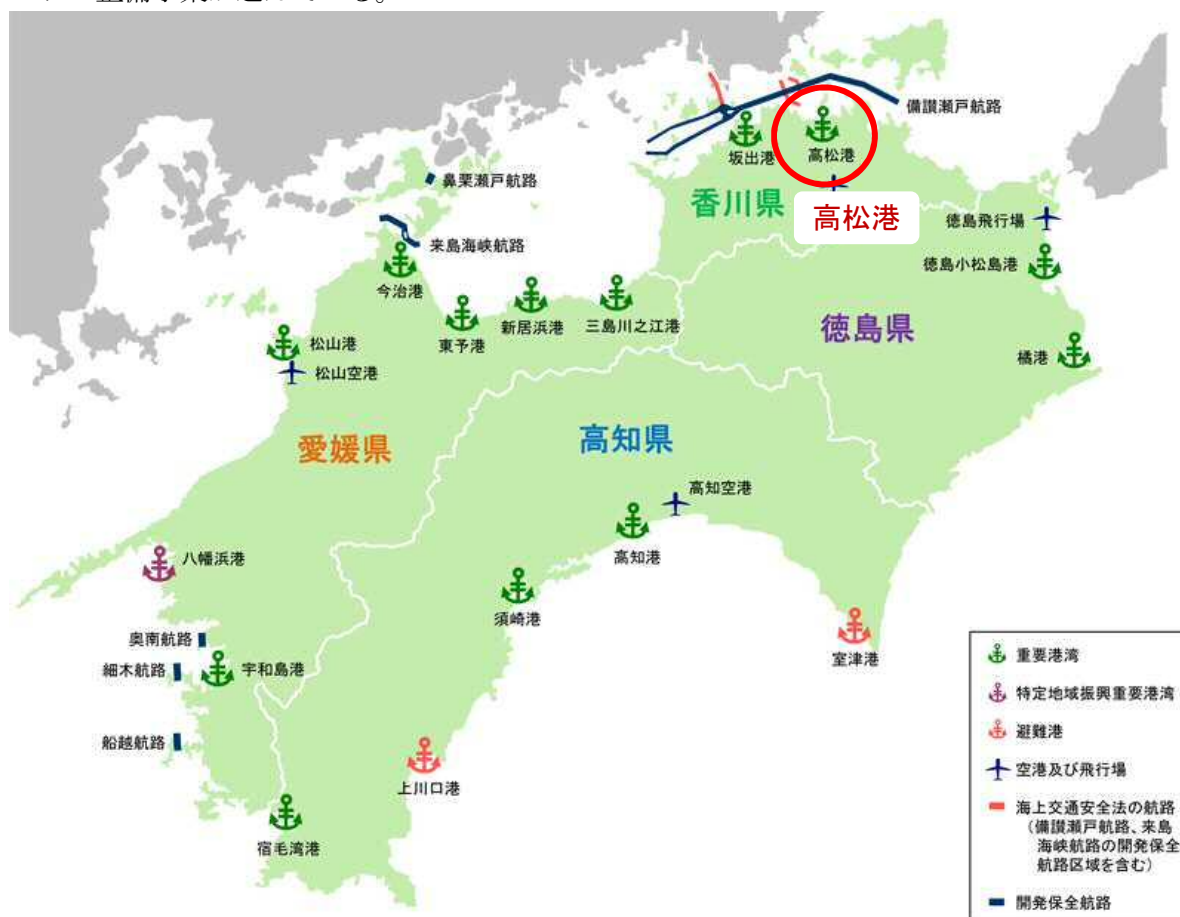 備讃瀬戸航路
坂出港
高松港
鼻栗瀬戸航路
香川県
高松港
徳島飛行場
来島海峡航路
徳島小松島港
今治港
新居浜港
三島川之江港
東予港
徳島県
松山港
橘港
松山空港
愛媛県
高知県
高知空港
高知港
八幡浜港
須崎港
奥南航路
室津港
細木航路
宇和島港
船越航路
上川口港
宿毛湾港
重要港湾
特定地域振興重要港湾
避難港
空港及び飛行場
海上交通安全法の航路
(備讃瀬戸航路、来島
海峡航路の開発保全
航路区域を含む)
開発保全航路